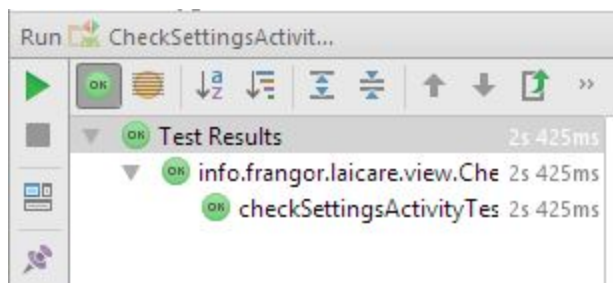 Run CheckSettingsActivit...
OK a z »
OK Test Results 2s 425ms
OK info.frangor.laicare.view.Che 2s 425ms
OK checkSettingsActivityTes 2s 425ms